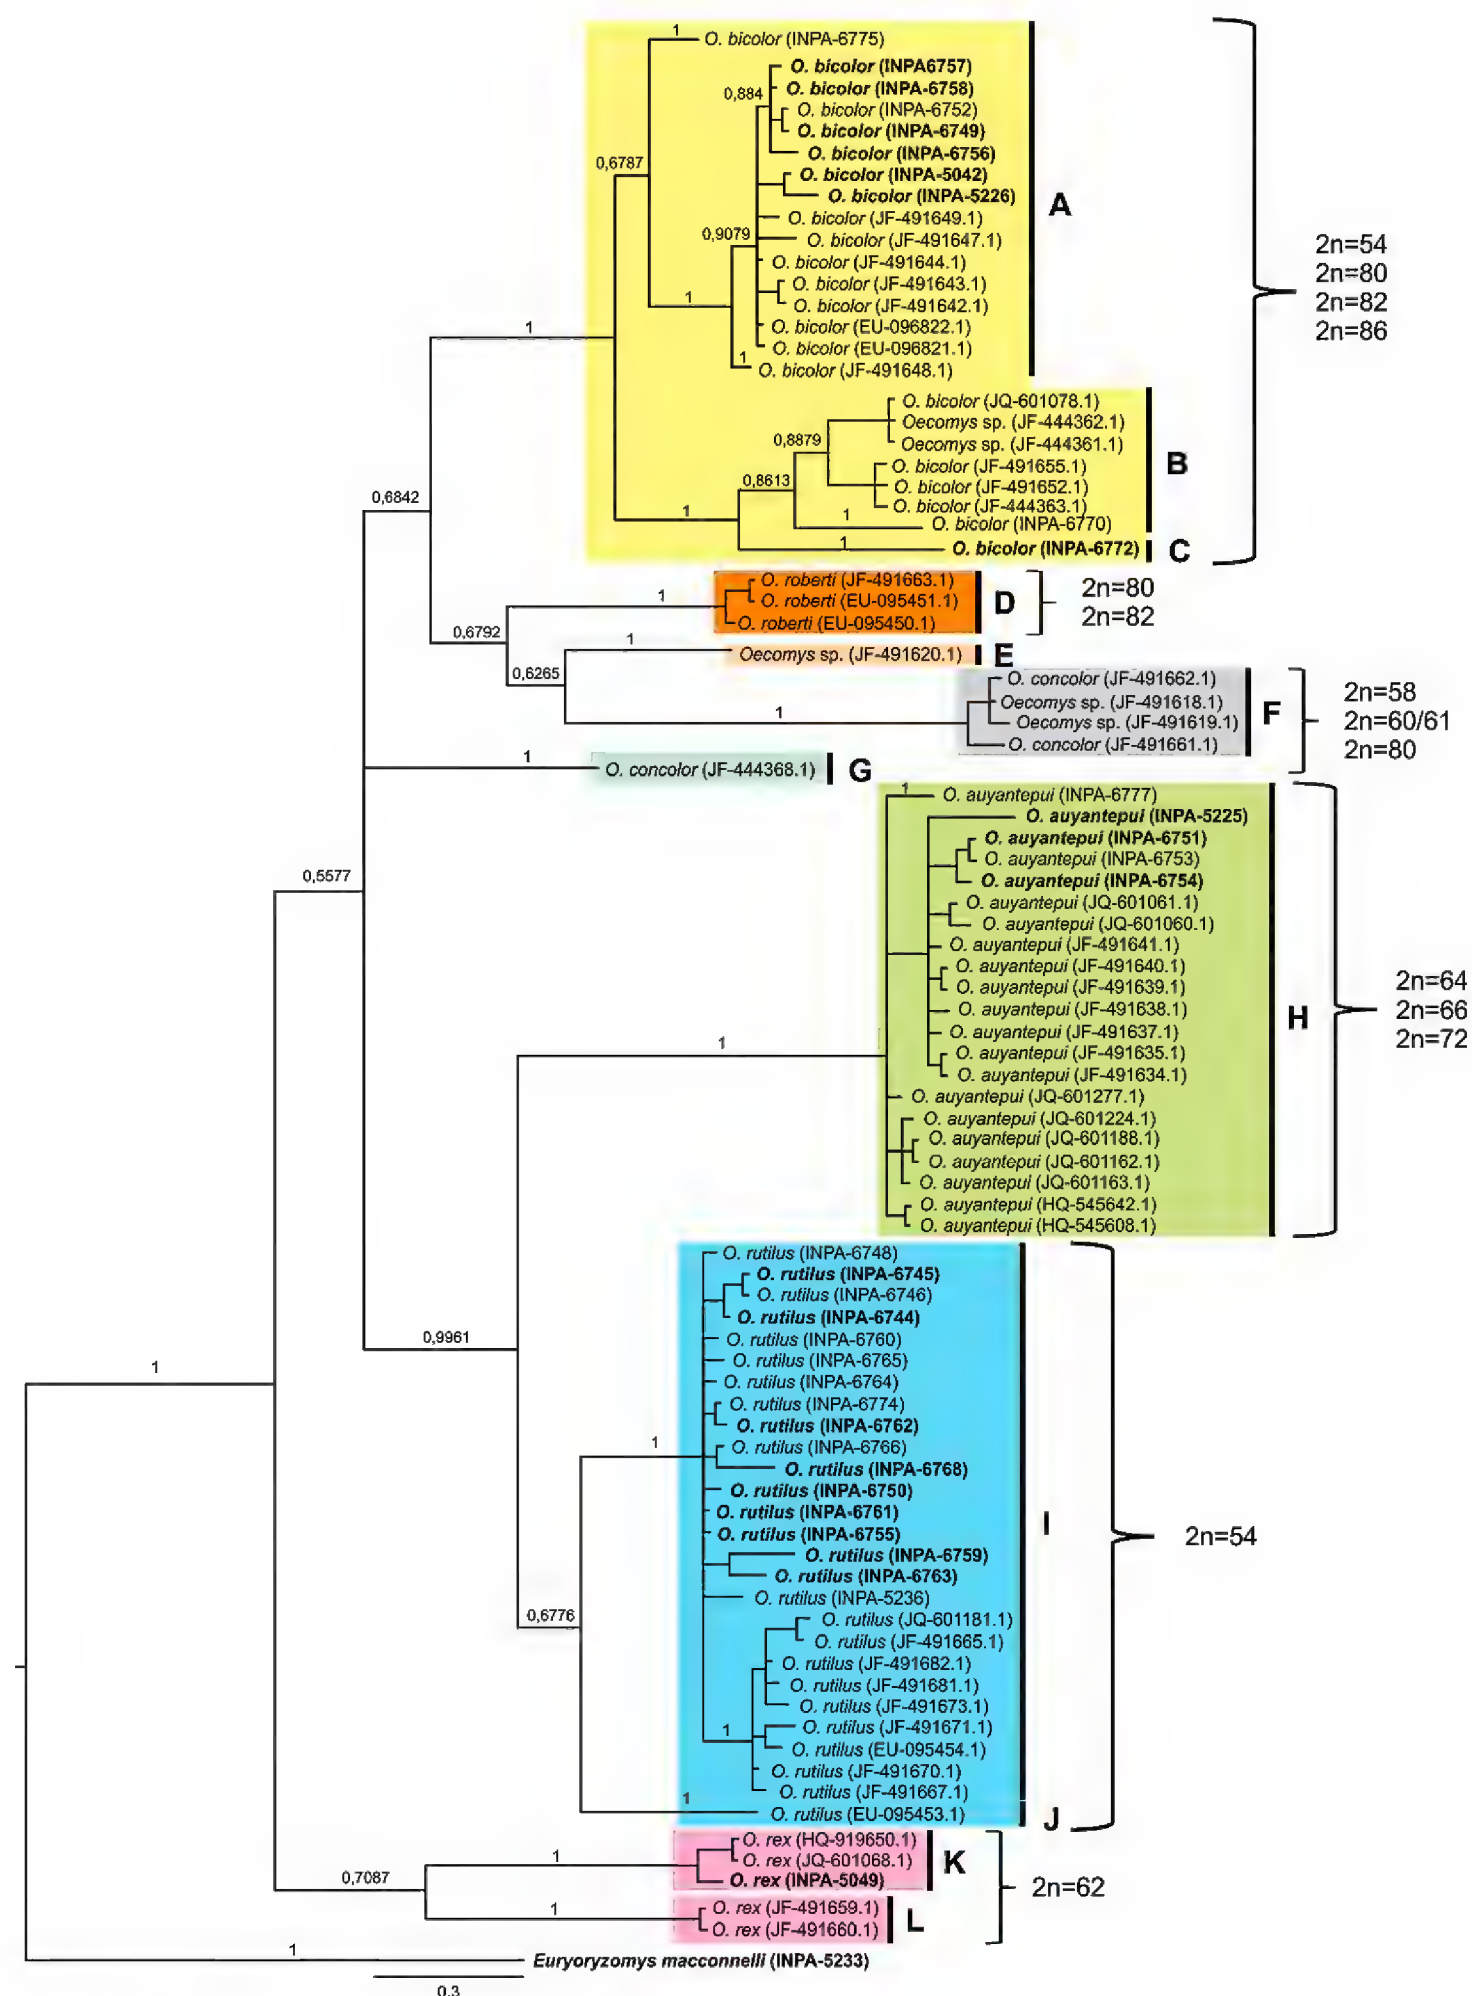 1
O. bicolor (INPA-6775)
O. bicolor (INPA6757)
0,884
O. bicolor (INPA-6758)
O. bicolor (INPA-6752)
O. bicolor (INPA-6749)
O. bicolor (INPA-6756)
0,6787
O. bicolor (INPA-5042)
O. bicolor (INPA-5226)
A
O. bicolor (JF-491649.1)
0,9079
O. bicolor (JF-491647.1)
O. bicolor (JF-491644.1)
O. bicolor (JF-491643.1)
1
O. bicolor (JF-491642.1)
O. bicolor (EU-096822.1)
O. bicolor (EU-096821.1)
1
O. bicolor (JF-491648.1)
2n=54
2n=80
2n=82
2n=86
1
O. bicolor (JQ-601078.1)
Oecomys sp. (JF-444362.1)
0,8879
Oecomys sp. (JF-444361.1)
O. bicolor (JF-491655.1)
B
0,8613
O. bicolor (JF-491652.1)
O. bicolor (JF-444363.1)
1
1
O. bicolor (INPA-6770)
1
O. bicolor (INPA-6772)
C
0,6842
O. roberti (JF-491663.1)
1
O. roberti (EU-095451.1)
D
O. roberti (EU-095450.1)
2n=80
2n=82
0,6792
1
Oecomys sp. (JF-491620.1)
E
0,6265
O. concolor (JF-491662.1)
Oecomys sp. (JF-491618.1)
1
Oecomys sp. (JF-491619.1)
F
O. concolor (JF-491661.1)
2n=58
2n=60/61
2n=80
1
O. concolor (JF-444368.1)
G
1
O. auyantepui (INPA-6777)
O. auyantepui (INPA-5225)
O. auyantepui (INPA-6751)
O. auyantepui (INPA-6753)
0,5577
O. auyantepui (INPA-6754)
O. auyantepui (JQ-601061.1)
O. auyantepui (JQ-601060.1)
O. auyantepui (JF-491641.1)
O. auyantepui (JF-491640.1)
O. auyantepui (JF-491639.1)
O. auyantepui (JF-491638.1)
H
O. auyantepui (JF-491637.1)
1
O. auyantepui (JF-491635.1)
O. auyantepui (JF-491634.1)
O. auyantepui (JQ-601277.1)
O. auyantepui (JQ-601224.1)
O. auyantepui (JQ-601188.1)
O. auyantepui (JQ-601162.1)
O. auyantepui (JQ-601163.1)
O. auyantepui (HQ-545642.1)
O. auyantepui (HQ-545608.1)
2n=64
2n=66
2n=72
O. rutilus (INPA-6748)
O. rutilus (INPA-6745)
O. rutilus (INPA-6746)
O. rutilus (INPA-6744)
0,9961
O. rutilus (INPA-6760)
1
O. rutilus (INPA-6765)
O. rutilus (INPA-6764)
O. rutilus (INPA-6774)
O. rutilus (INPA-6762)
1
O. rutilus (INPA-6766)
O. rutilus (INPA-6768)
O. rutilus (INPA-6750)
O. rutilus (INPA-6761)
I
O. rutilus (INPA-6755)
2n=54
O. rutilus (INPA-6759)
O. rutilus (INPA-6763)
O. rutilus (INPA-5236)
0,6776
O. rutilus (JQ-601181.1)
O. rutilus (JF-491665.1)
O. rutilus (JF-491682.1)
O. rutilus (JF-491681.1)
O. rutilus (JF-491673.1)
1
O. rutilus (JF-491671.1)
O. rutilus (EU-095454.1)
O. rutilus (JF-491670.1)
O. rutilus (JF-491667.1)
1
O. rutilus (EU-095453.1)
J
O. rex (HQ-919650.1)
1
O. rex (JQ-601068.1)
K
O. rex (INPA-5049)
0,7087
2n=62
1
O. rex (JF-491659.1)
L
O. rex (JF-491660.1)
1
Euryoryzomys macconnelli (INPA-5233)
0.3